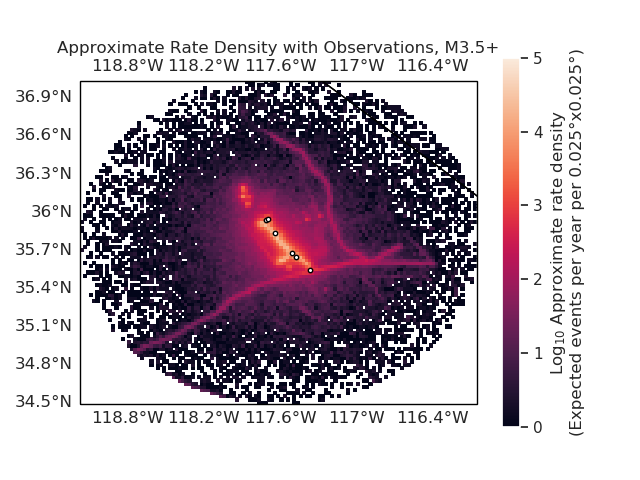 Approximate Rate Density with Observations, M3.5+
118.8°W 118.2°W 117.6°W 117°W 116.4°W
36.9°N
36.6°N
36.3°N
36°N
35.7°N
35.4°N
35.1°N
34.8°N
34.5°N
118.8°W 118.2°W 117.6°W 117°W 116.4°W
5
4
3
2
1
0
Log₁₀ Approximate rate density
(Expected events per year per 0.025°x0.025°)